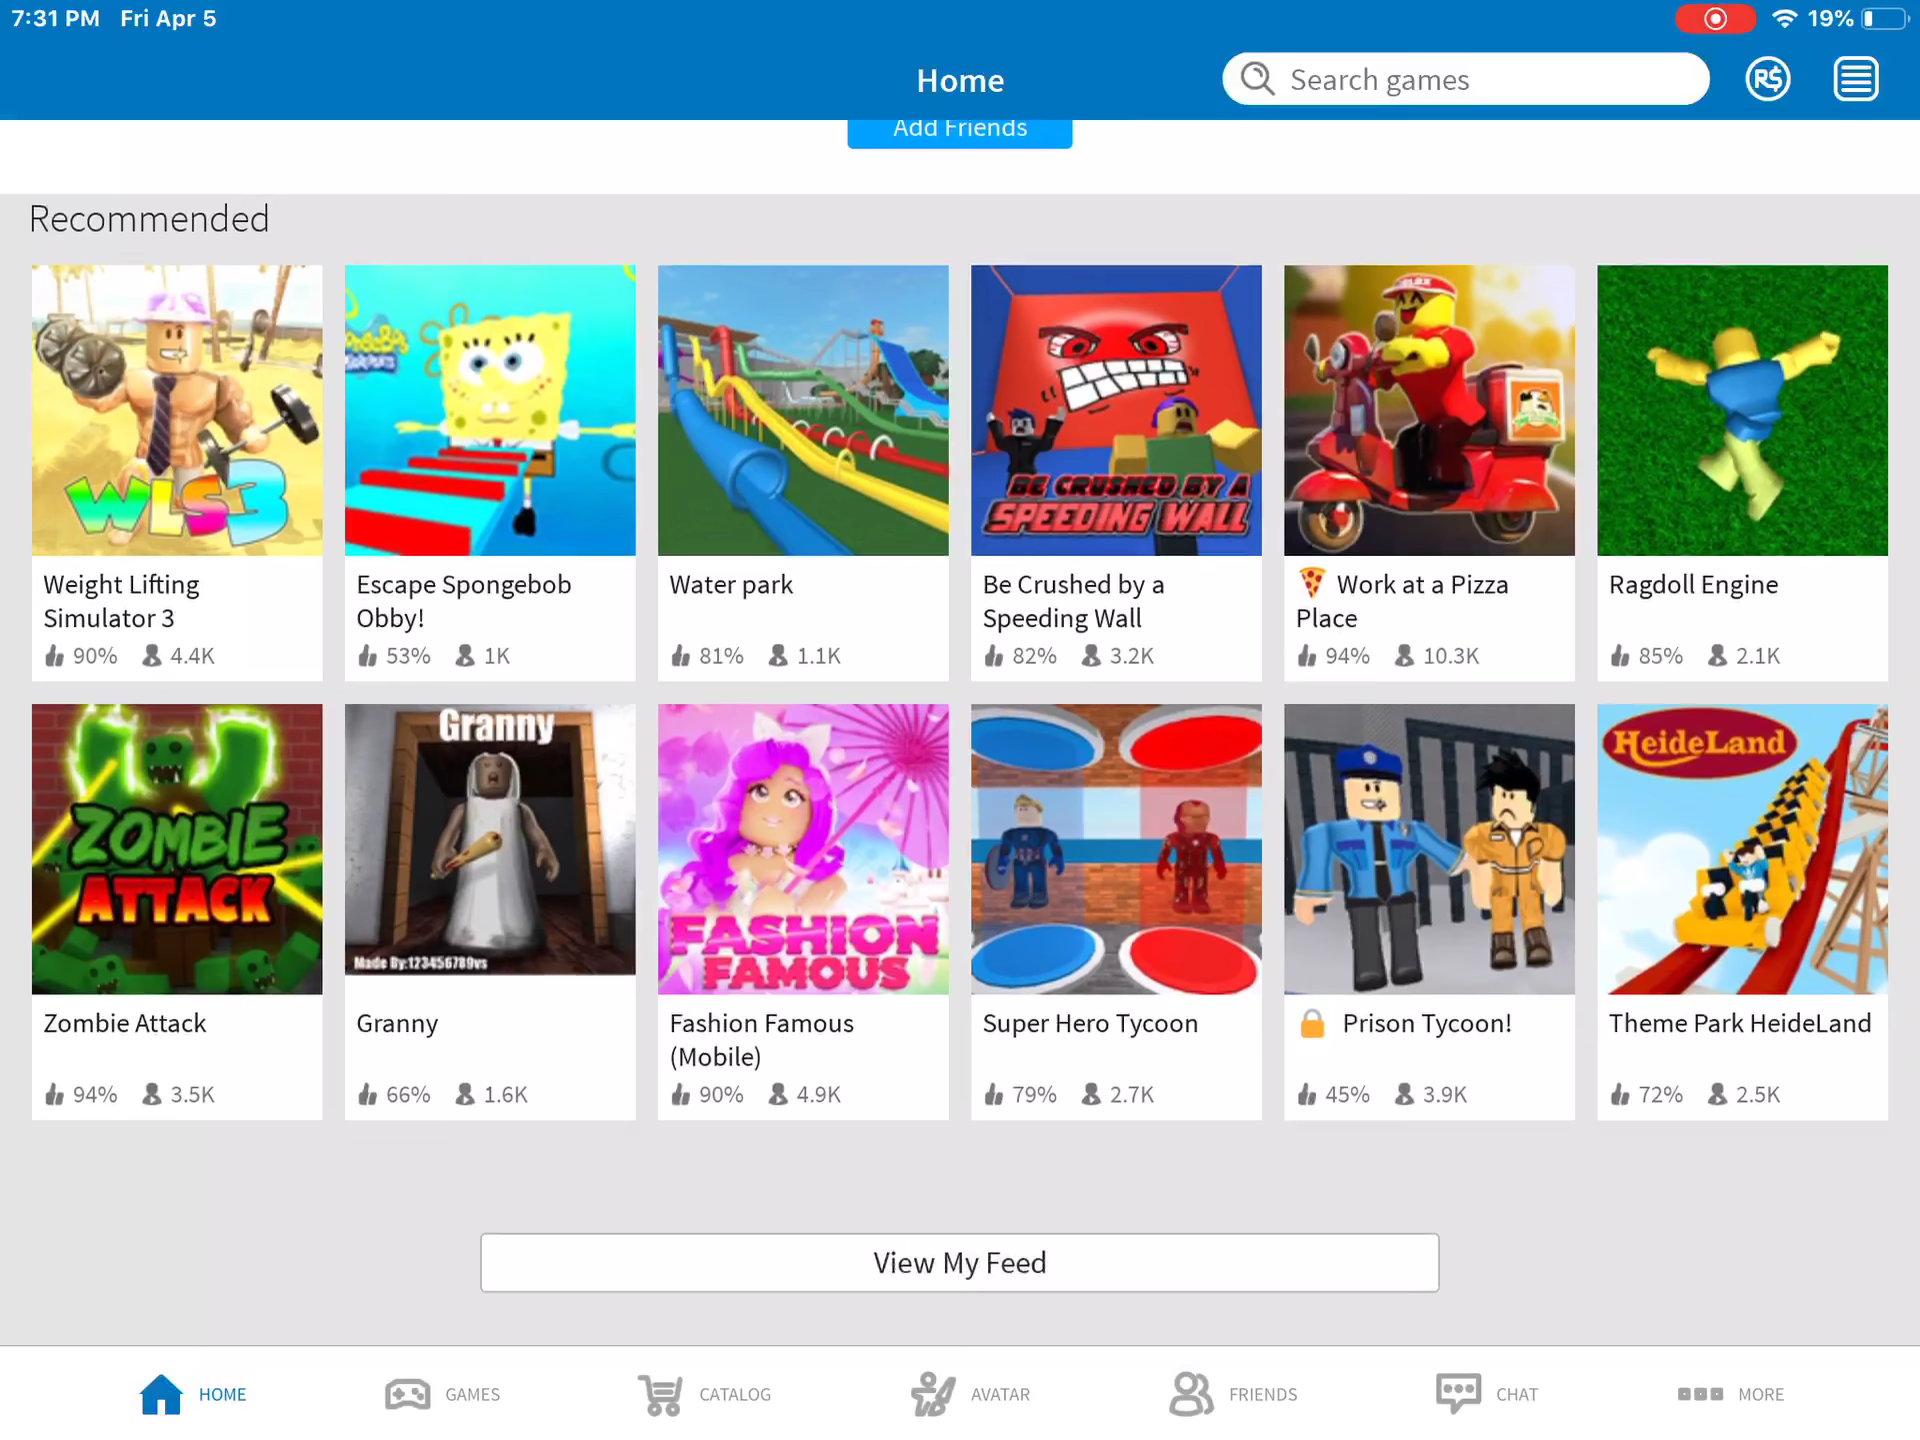 7:31 PM Fri Apr 5
19%
Home
Search games
R$
Add Friends
Recommended
WLS3
BE CRUSHED BY A
SPEEDING WALL
Weight Lifting
Simulator 3
90% 4.4K
Escape Spongebob
Obby!
53% 1K
Water park
81% 1.1K
Be Crushed by a
Speeding Wall
82% 3.2K
Work at a Pizza
Place
94% 10.3K
Ragdoll Engine
85% 2.1K
ZOMBIE
ATTACK
Granny
Made By:123456789vs
FASHION
FAMOUS
HEIDELAND
Zombie Attack
94% 3.5K
Granny
66% 1.6K
Fashion Famous
(Mobile)
90% 4.9K
Super Hero Tycoon
79% 2.7K
Prison Tycoon!
45% 3.9K
Theme Park HeideLand
72% 2.5K
View My Feed
HOME
GAMES
CATALOG
AVATAR
FRIENDS
CHAT
MORE